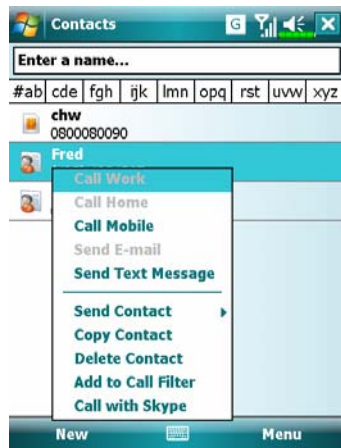 Contacts
G
Enter a name...
#ab cde fgh ijk lmn opq rst uvw xyz
chw
0800080090
Fred
Call Work
Call Home
Call Mobile
Send E-mail
Send Text Message
Send Contact
Copy Contact
Delete Contact
Add to Call Filter
Call with Skype
New Menu